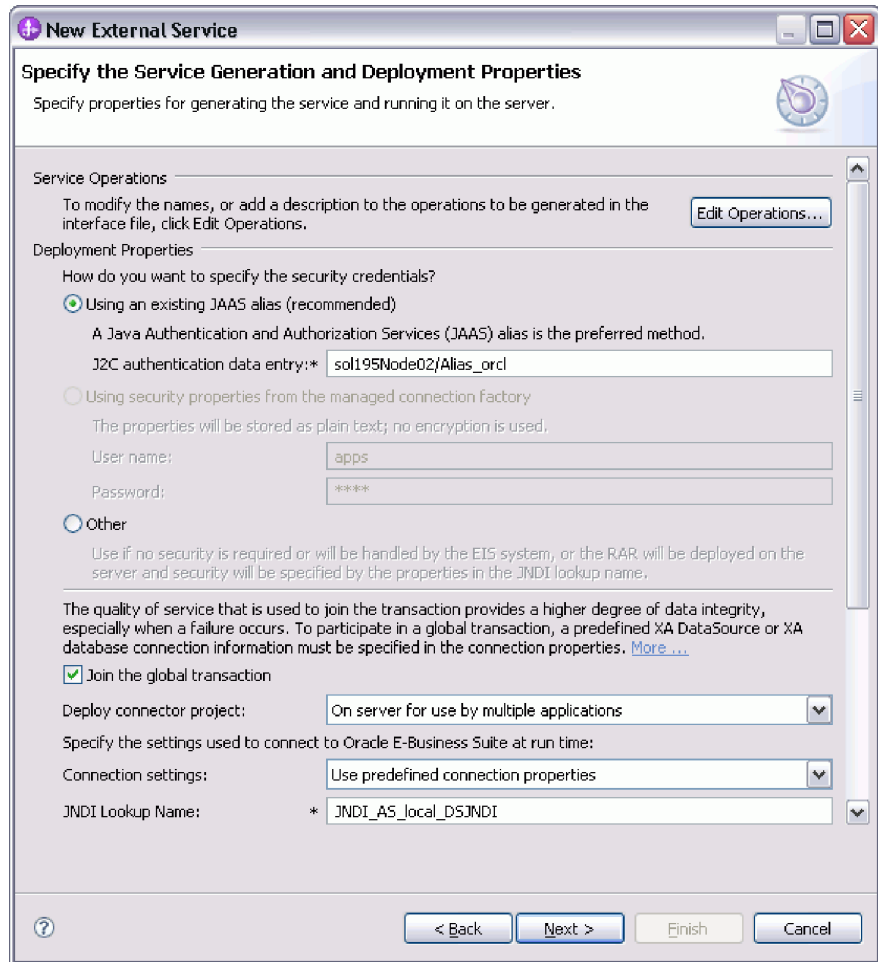 New External Service
Specify the Service Generation and Deployment Properties
Specify properties for generating the service and running it on the server.
Service Operations
To modify the names, or add a description to the operations to be generated in the
interface file, click Edit Operations.
Edit Operations...
Deployment Properties
How do you want to specify the security credentials?
Using an existing JAAS alias (recommended)
A Java Authentication and Authorization Services (JAAS) alias is the preferred method.
J2C authentication data entry:* sol195Node02/Alias_orcl
Using security properties from the managed connection factory
The properties will be stored as plain text; no encryption is used.
User name: apps
Password: ****
Other
Use if no security is required or will be handled by the EIS system, or the RAR will be deployed on the
server and security will be specified by the properties in the JNDI lookup name.
The quality of service that is used to join the transaction provides a higher degree of data integrity,
especially when a failure occurs. To participate in a global transaction, a predefined XA DataSource or XA
database connection information must be specified in the connection properties. More ...
Join the global transaction
Deploy connector project: On server for use by multiple applications
Specify the settings used to connect to Oracle E-Business Suite at run time:
Connection settings: Use predefined connection properties
JNDI Lookup Name: * JNDI_AS_local_DSJNDI
? < Back Next > Finish Cancel